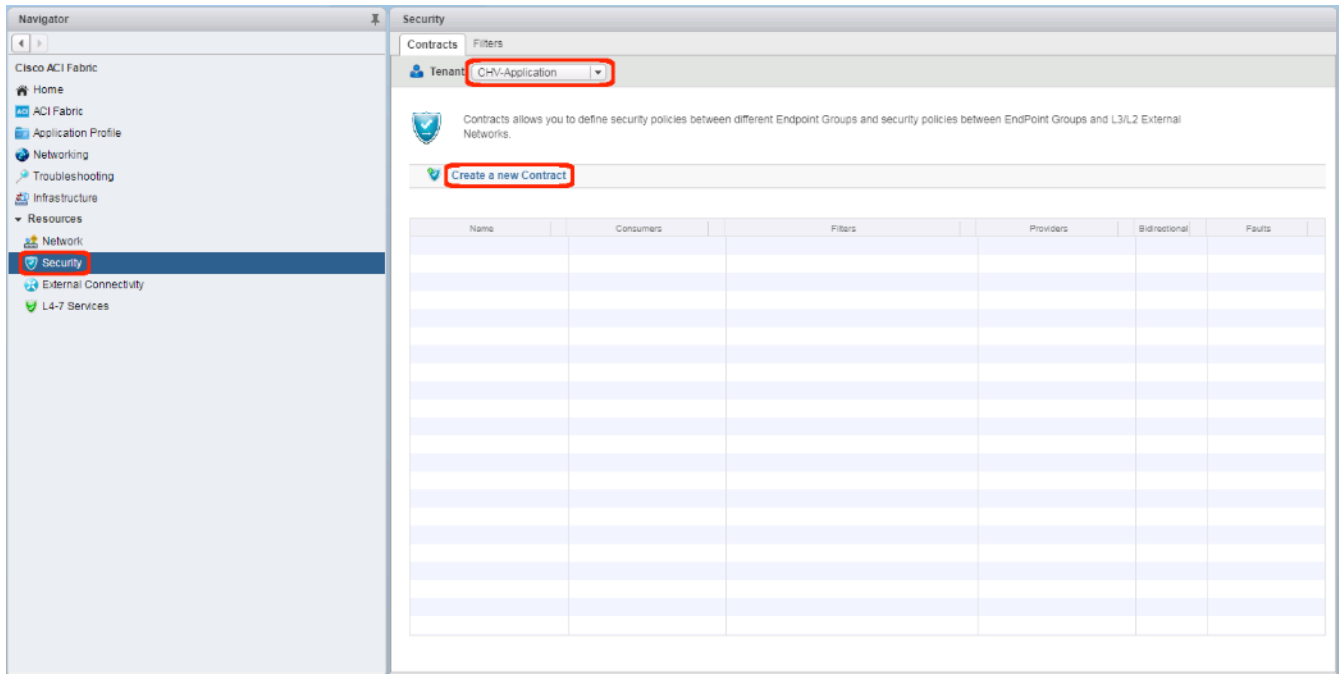 Navigator
Cisco ACI Fabric
Home
ACI Fabric
Application Profile
Networking
Troubleshooting
Infrastructure
Resources
Network
Security
External Connectivity
L4-7 Services
Security
Contracts Filters
Tenant CHV-Application
Contracts allows you to define security policies between different Endpoint Groups and security policies between EndPoint Groups and L3/L2 External
Networks.
Create a new Contract
Name Consumers Filters Providers Bidirectional Faults